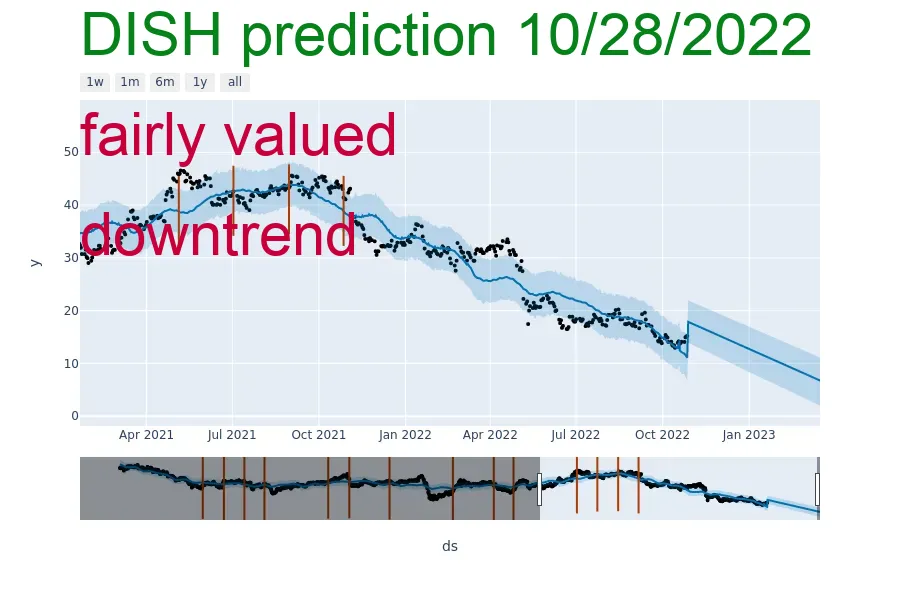 DISH prediction 10/28/2022
1w 1m 6m 1y all
fairly valued
50
40
downtrend
30
y
20
10
0
Apr 2021 Jul 2021 Oct 2021 Jan 2022 Apr 2022 Jul 2022 Oct 2022 Jan 2023
ds